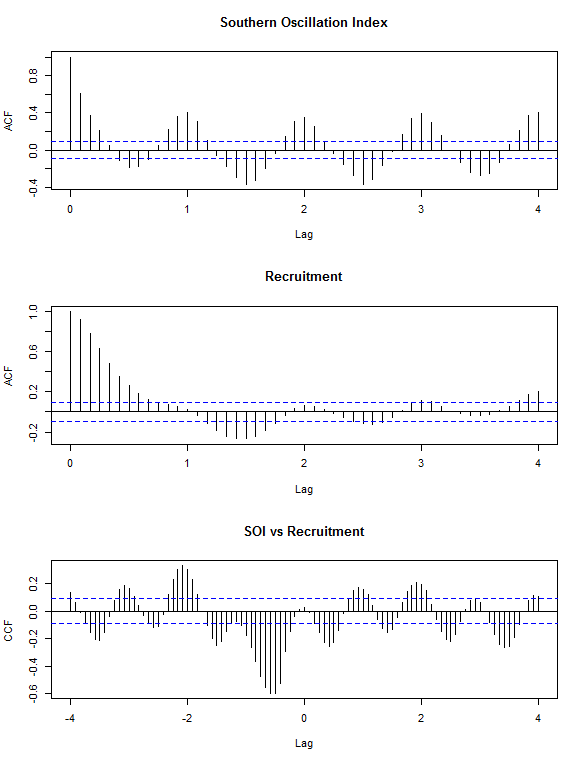 Southern Oscillation Index
ACF
0.8
0.4
0.0
-0.4
0 1 2 3 4
Lag
Recruitment
ACF
1.0
0.6
0.2
-0.2
0 1 2 3 4
Lag
SOI vs Recruitment
CCF
0.2
0.0
-0.2
-0.4
-0.6
-4 -2 0 2 4
Lag